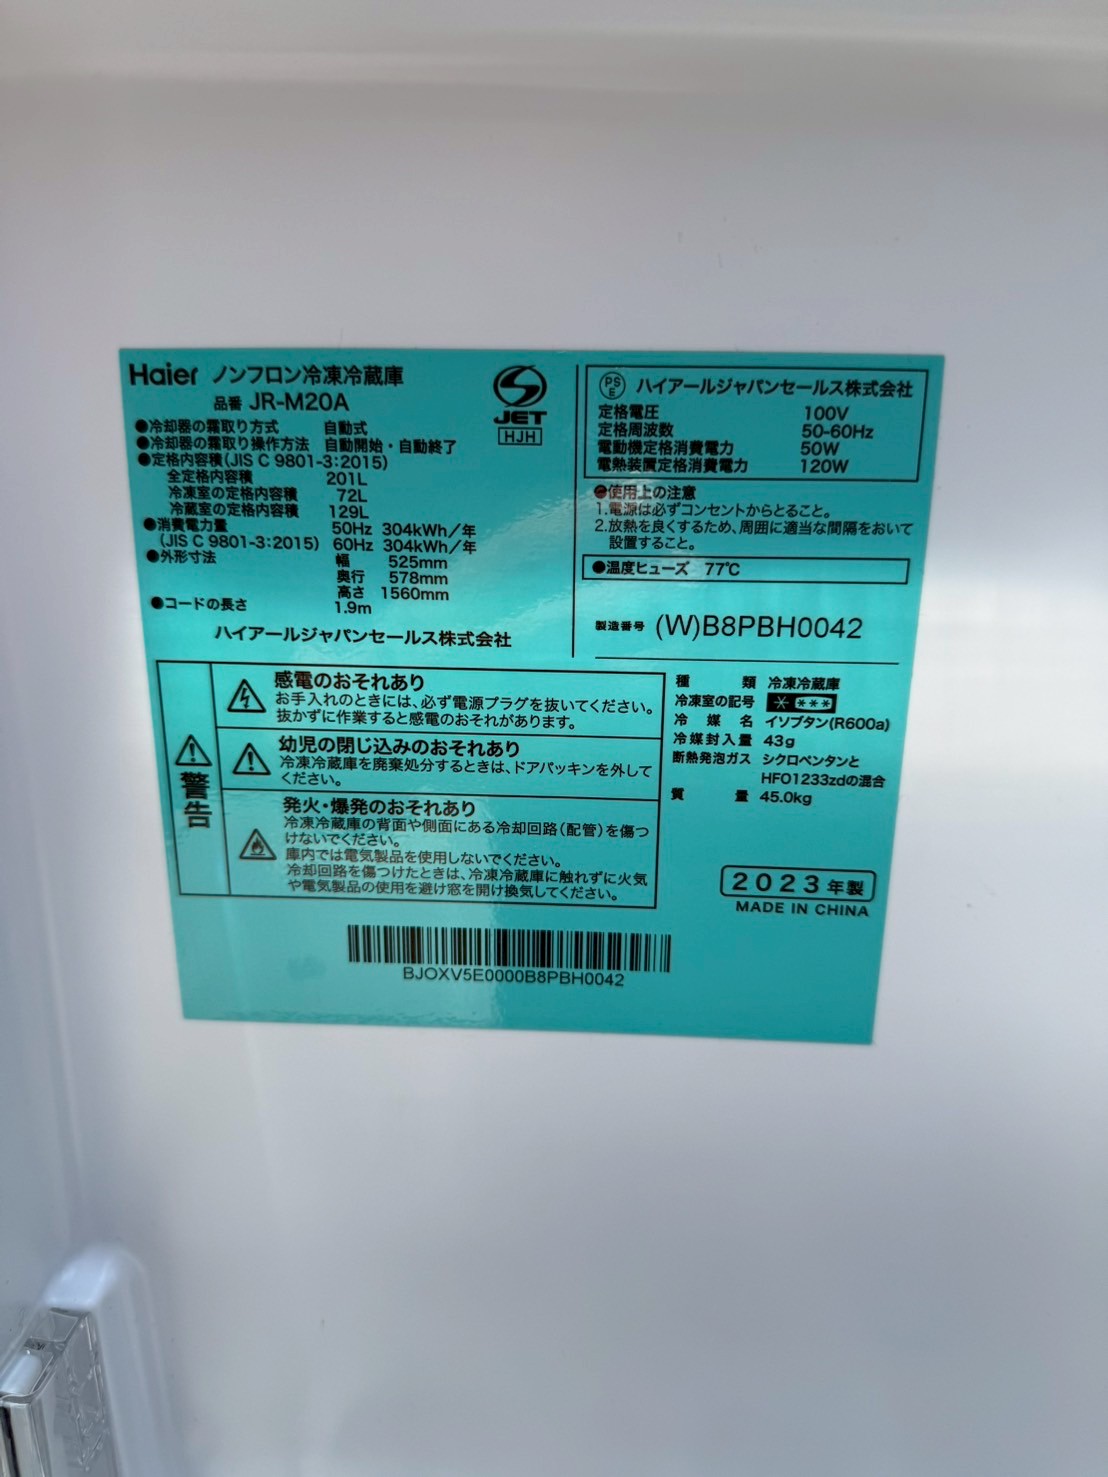 Haier ノンフロン冷凍冷蔵庫
品番 JR-M20A
●冷却器の霜取り方式 自動式
●冷却器の霜取り操作方法 自動開始・自動終了
●定格内容積(JIS C 9801-3:2015)
全定格内容積 201L
冷凍室の定格内容積 72L
冷蔵室の定格内容積 129L
●消費電力量 50Hz 304kWh/年
(JIS C 9801-3:2015) 60Hz 304kWh/年
●外形寸法 幅 525mm
奥行 578mm
高さ 1560mm
●コードの長さ 1.9m
ハイアールジャパンセールス株式会社
JET
HJH
PS
E
ハイアールジャパンセールス株式会社
定格電圧 100V
定格周波数 50-60Hz
電動機定格消費電力 50W
電熱装置定格消費電力 120W
●使用上の注意
1.電源は必ずコンセントからとること。
2.放熱を良くするため、周囲に適当な間隔をおいて
設置すること。
●温度ヒューズ 77℃
製造番号 (W)B8PBH0042
警告
感電のおそれあり
お手入れのときには、必ず電源プラグを抜いてください。
抜かずに作業すると感電のおそれがあります。
幼児の閉じ込みのおそれあり
冷凍冷蔵庫を廃棄処分するときは、ドアパッキンを外して
ください。
発火・爆発のおそれあり
冷凍冷蔵庫の背面や側面にある冷却回路(配管)を傷つ
けないでください。
庫内では電気製品を使用しないでください。
冷却回路を傷つけたときは、冷凍冷蔵庫に触れずに火気
や電気製品の使用を避け窓を開け換気してください。
種類 冷凍冷蔵庫
冷凍室の記号 * ***
冷媒名 イソブタン(R600a)
冷媒封入量 43g
断熱発泡ガス シクロペンタンと
HFO1233zdの混合
質量 45.0kg
2023年製
MADE IN CHINA
BJOXV5E0000B8PBH0042